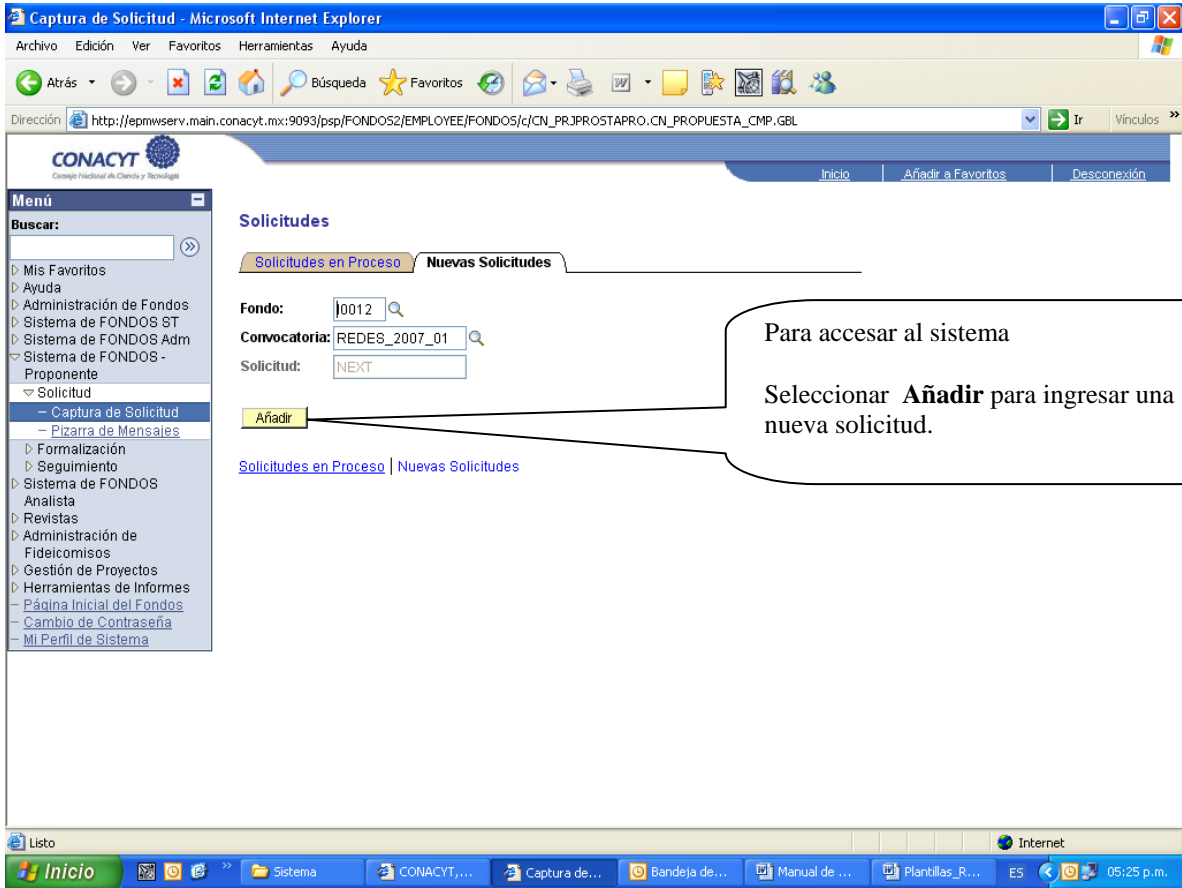 Captura de Solicitud - Microsoft Internet Explorer
Archivo Edición Ver Favoritos Herramientas Ayuda
Atrás Búsqueda Favoritos
Dirección http://epmwserv.main.conacyt.mx:9093/psp/FONDOS2/EMPLOYEE/FONDOS/c/CN_PRJPROSTAPRO.CN_PROPUESTA_CMP.GBL Ir Vínculos »
CONACYT
Consejo Nacional de Ciencia y Tecnología
Inicio Añadir a Favoritos Desconexión
Menú
Buscar:
Mis Favoritos
Ayuda
Administración de Fondos
Sistema de FONDOS ST
Sistema de FONDOS Adm
Sistema de FONDOS -
Proponente
Solicitud
– Captura de Solicitud
– Pizarra de Mensajes
Formalización
Seguimiento
Sistema de FONDOS
Analista
Revistas
Administración de
Fideicomisos
Gestión de Proyectos
Herramientas de Informes
– Página Inicial del Fondos
– Cambio de Contraseña
– Mi Perfil de Sistema
Solicitudes
Solicitudes en Proceso Nuevas Solicitudes
Fondo: I0012
Convocatoria: REDES_2007_01
Solicitud: NEXT
Añadir
Solicitudes en Proceso | Nuevas Solicitudes
Para accesar al sistema
Seleccionar Añadir para ingresar una
nueva solicitud.
Listo Internet
Inicio » Sistema CONACYT,... Captura de... Bandeja de... Manual de ... Plantillas_R... ES 05:25 p.m.